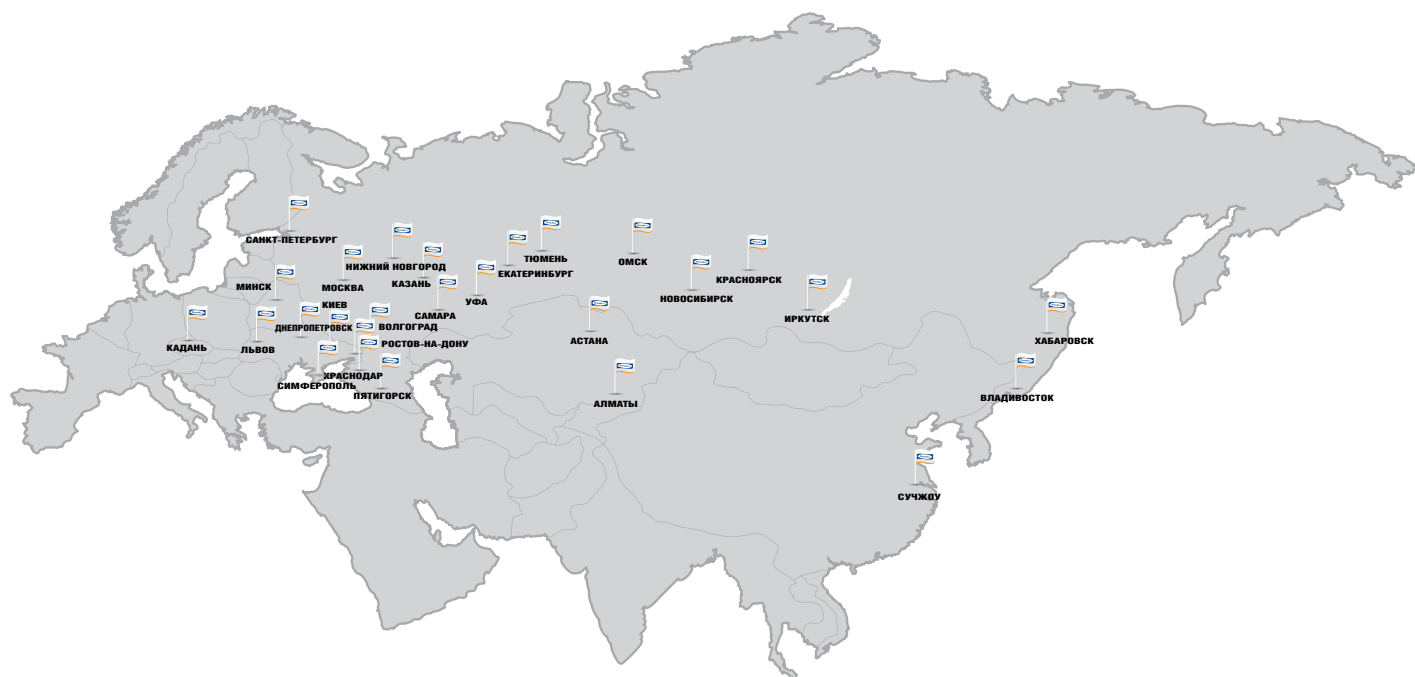 САНКТ-ПЕТЕРБУРГ
НИЖНИЙ НОВГОРОД
МОСКВА
КАЗАНЬ
ТЮМЕНЬ
ЕКАТЕРИНБУРГ
УФА
САМАРА
ОМСК
НОВОСИБИРСК
КРАСНОЯРСК
ИРКУТСК
МИНСК
КИЕВ
ДНЕПРОПЕТРОВСК
ВОЛГОГРАД
РОСТОВ-НА-ДОНУ
КАДАНЬ
ЛЬВОВ
ХРАСНОДАР
СИМФЕРОПОЛЬ
ПЯТИГОРСК
АСТАНА
АЛМАТЫ
ХАБАРОВСК
ВЛАДИВОСТОК
СУЧЖОУ